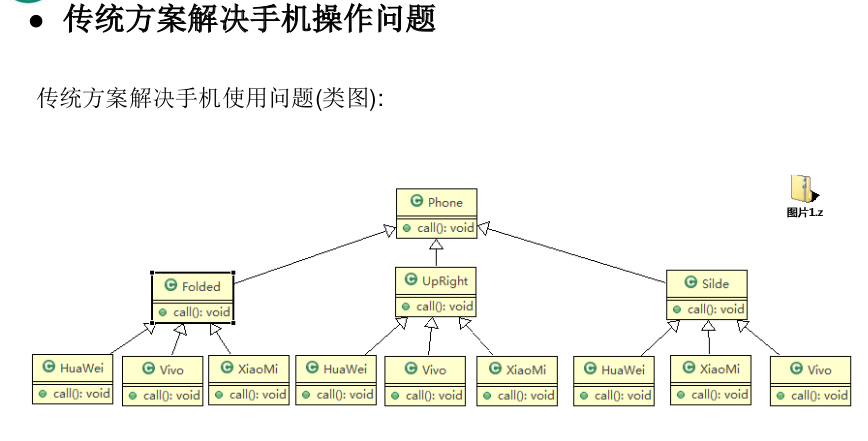 ● 传统方案解决手机操作问题
传统方案解决手机使用问题(类图):
C Phone
call(): void
图片1.z
C Folded
call(): void
C UpRight
call(): void
C Silde
call(): void
C HuaWei
call(): void
C Vivo
call(): void
C XiaoMi
call(): void
C HuaWei
call(): void
C Vivo
call(): void
C XiaoMi
call(): void
C HuaWei
call(): void
C XiaoMi
call(): void
C Vivo
call(): void